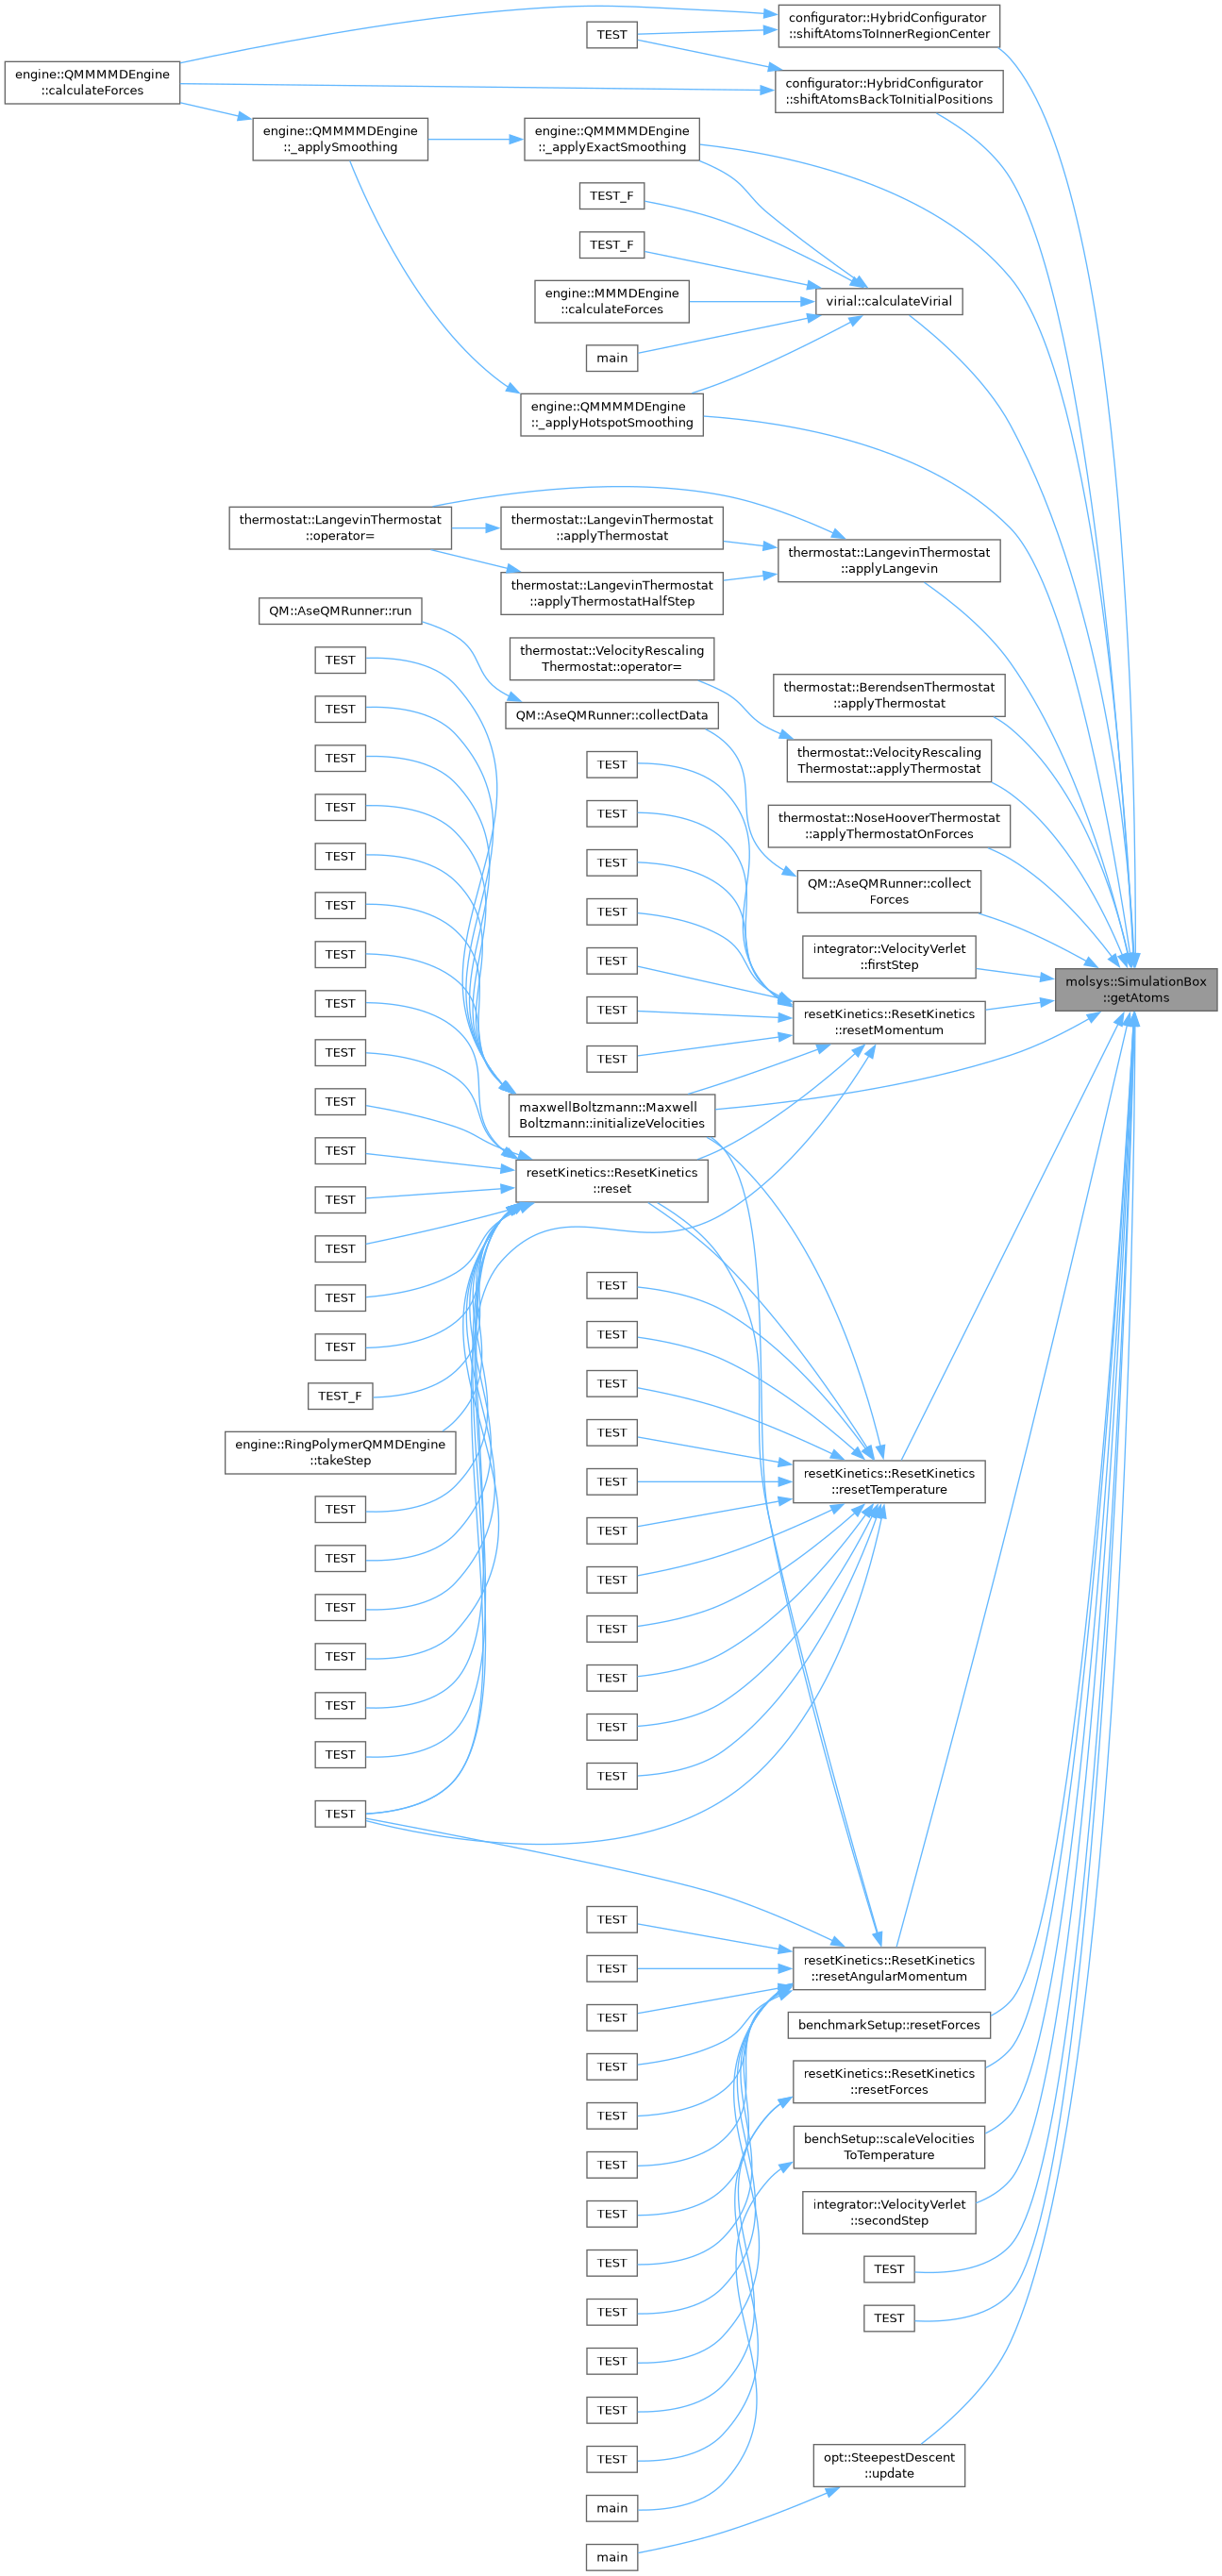 configurator::HybridConfigurator
::shiftAtomsToInnerRegionCenter
TEST
engine::QMMMMDEngine
::calculateForces
configurator::HybridConfigurator
::shiftAtomsBackToInitialPositions
engine::QMMMMDEngine
::_applySmoothing
engine::QMMMMDEngine
::_applyExactSmoothing
TEST_F
TEST_F
engine::MMMDEngine
::calculateForces
virial::calculateVirial
main
engine::QMMMMDEngine
::_applyHotspotSmoothing
thermostat::LangevinThermostat
::operator=
thermostat::LangevinThermostat
::applyThermostat
thermostat::LangevinThermostat
::applyLangevin
thermostat::LangevinThermostat
::applyThermostatHalfStep
QM::AseQMRunner::run
TEST
thermostat::VelocityRescaling
Thermostat::operator=
thermostat::BerendsenThermostat
::applyThermostat
TEST
QM::AseQMRunner::collectData
TEST
TEST
thermostat::VelocityRescaling
Thermostat::applyThermostat
TEST
TEST
thermostat::NoseHooverThermostat
::applyThermostatOnForces
TEST
TEST
QM::AseQMRunner::collect
Forces
TEST
TEST
TEST
TEST
integrator::VelocityVerlet
::firstStep
molsys::SimulationBox
::getAtoms
TEST
TEST
resetKinetics::ResetKinetics
::resetMomentum
TEST
TEST
TEST
maxwellBoltzmann::Maxwell
Boltzmann::initializeVelocities
TEST
resetKinetics::ResetKinetics
::reset
TEST
TEST
TEST
TEST
TEST
TEST
TEST_F
engine::RingPolymerQMMDEngine
::takeStep
TEST
TEST
TEST
TEST
TEST
TEST
TEST
TEST
TEST
TEST
TEST
resetKinetics::ResetKinetics
::resetTemperature
TEST
TEST
TEST
TEST
TEST
TEST
TEST
TEST
TEST
TEST
resetKinetics::ResetKinetics
::resetAngularMomentum
TEST
TEST
benchmarkSetup::resetForces
TEST
resetKinetics::ResetKinetics
::resetForces
TEST
benchSetup::scaleVelocities
ToTemperature
TEST
TEST
integrator::VelocityVerlet
::secondStep
TEST
TEST
TEST
TEST
TEST
TEST
TEST
opt::SteepestDescent
::update
main
main